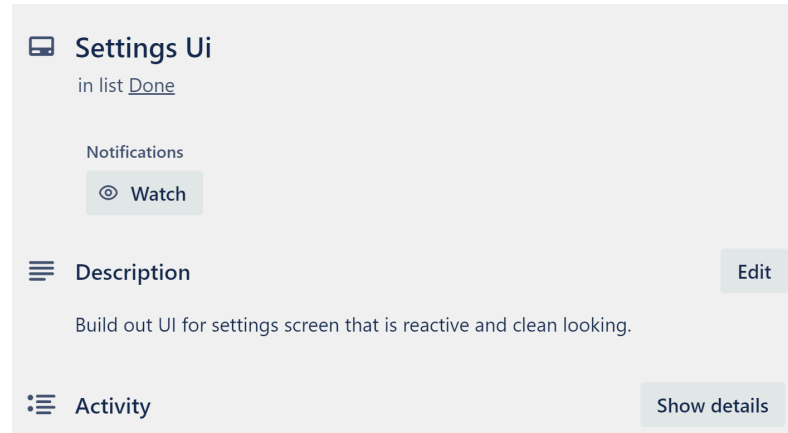 Settings Ui
in list Done
Notifications
Watch
Description
Edit
Build out UI for settings screen that is reactive and clean looking.
Activity
Show details